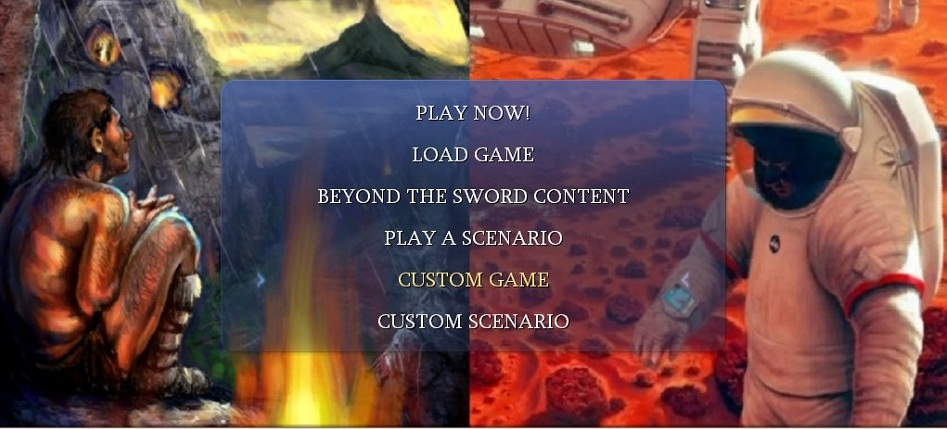 PLAY NOW!
LOAD GAME
BEYOND THE SWORD CONTENT
PLAY A SCENARIO
CUSTOM GAME
CUSTOM SCENARIO